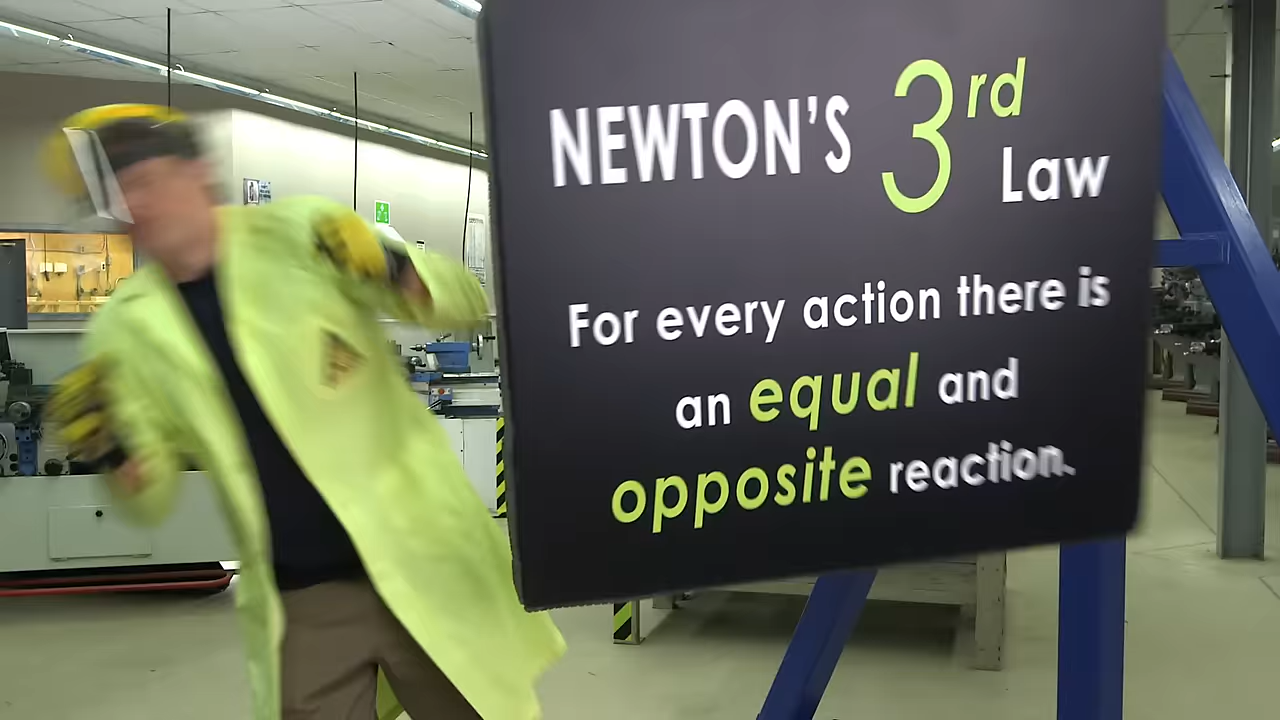 NEWTON'S 3rd
Law
For every action there is
an equal and
opposite reaction.